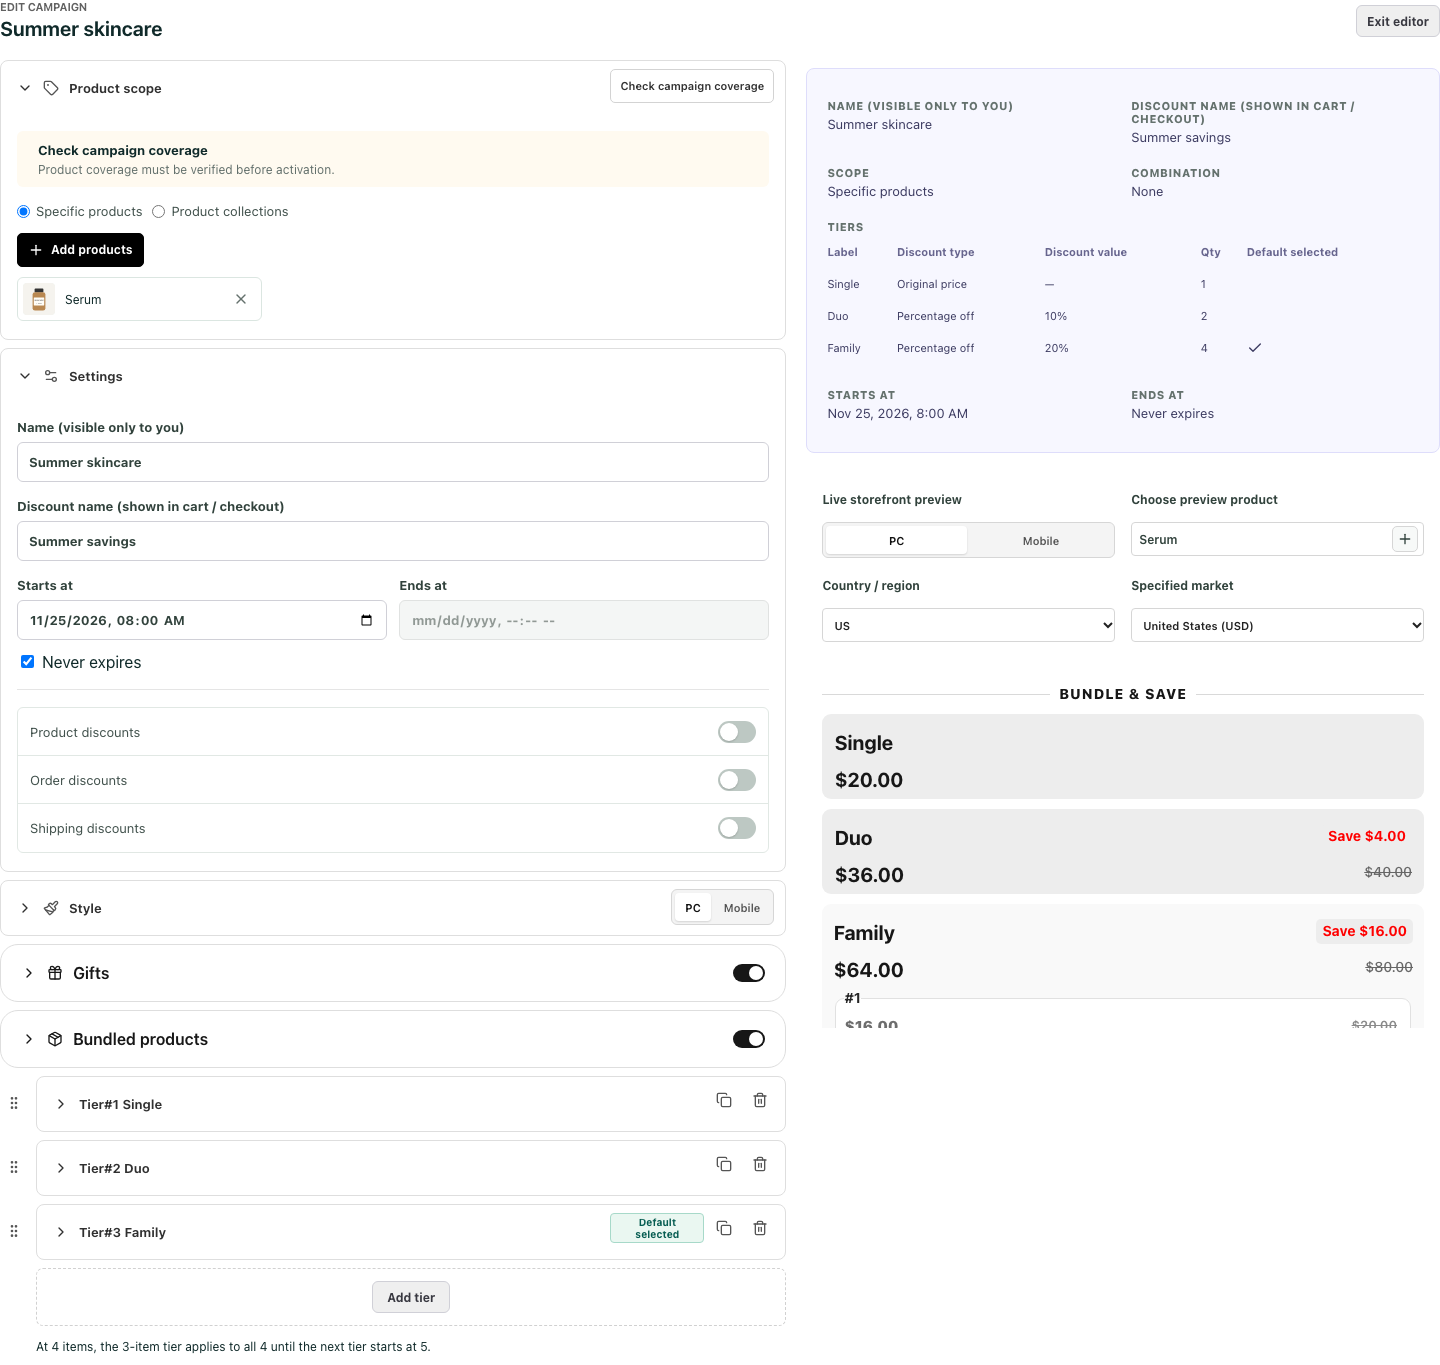 EDIT CAMPAIGN
Summer skincare
Exit editor
Product scope
Check campaign coverage
Check campaign coverage
Product coverage must be verified before activation.
Specific products
Product collections
Add products
Serum
Settings
Name (visible only to you)
Summer skincare
Discount name (shown in cart / checkout)
Summer savings
Starts at
Ends at
11/25/2026, 08:00 AM
mm/dd/yyyy, --:-- --
Never expires
Product discounts
Order discounts
Shipping discounts
Style
PC
Mobile
Gifts
Bundled products
Tier#1 Single
Tier#2 Duo
Tier#3 Family
Default
selected
Add tier
At 4 items, the 3-item tier applies to all 4 until the next tier starts at 5.
NAME (VISIBLE ONLY TO YOU)
Summer skincare
DISCOUNT NAME (SHOWN IN CART /
CHECKOUT)
Summer savings
SCOPE
Specific products
COMBINATION
None
TIERS
Label Discount type Discount value Qty Default selected
Single Original price — 1
Duo Percentage off 10% 2
Family Percentage off 20% 4
STARTS AT
Nov 25, 2026, 8:00 AM
ENDS AT
Never expires
Live storefront preview
PC
Mobile
Choose preview product
Serum
Country / region
US
Specified market
United States (USD)
BUNDLE & SAVE
Single
$20.00
Duo
Save $4.00
$36.00
$40.00
Family
Save $16.00
$64.00
$80.00
#1
$16.00
$20.00